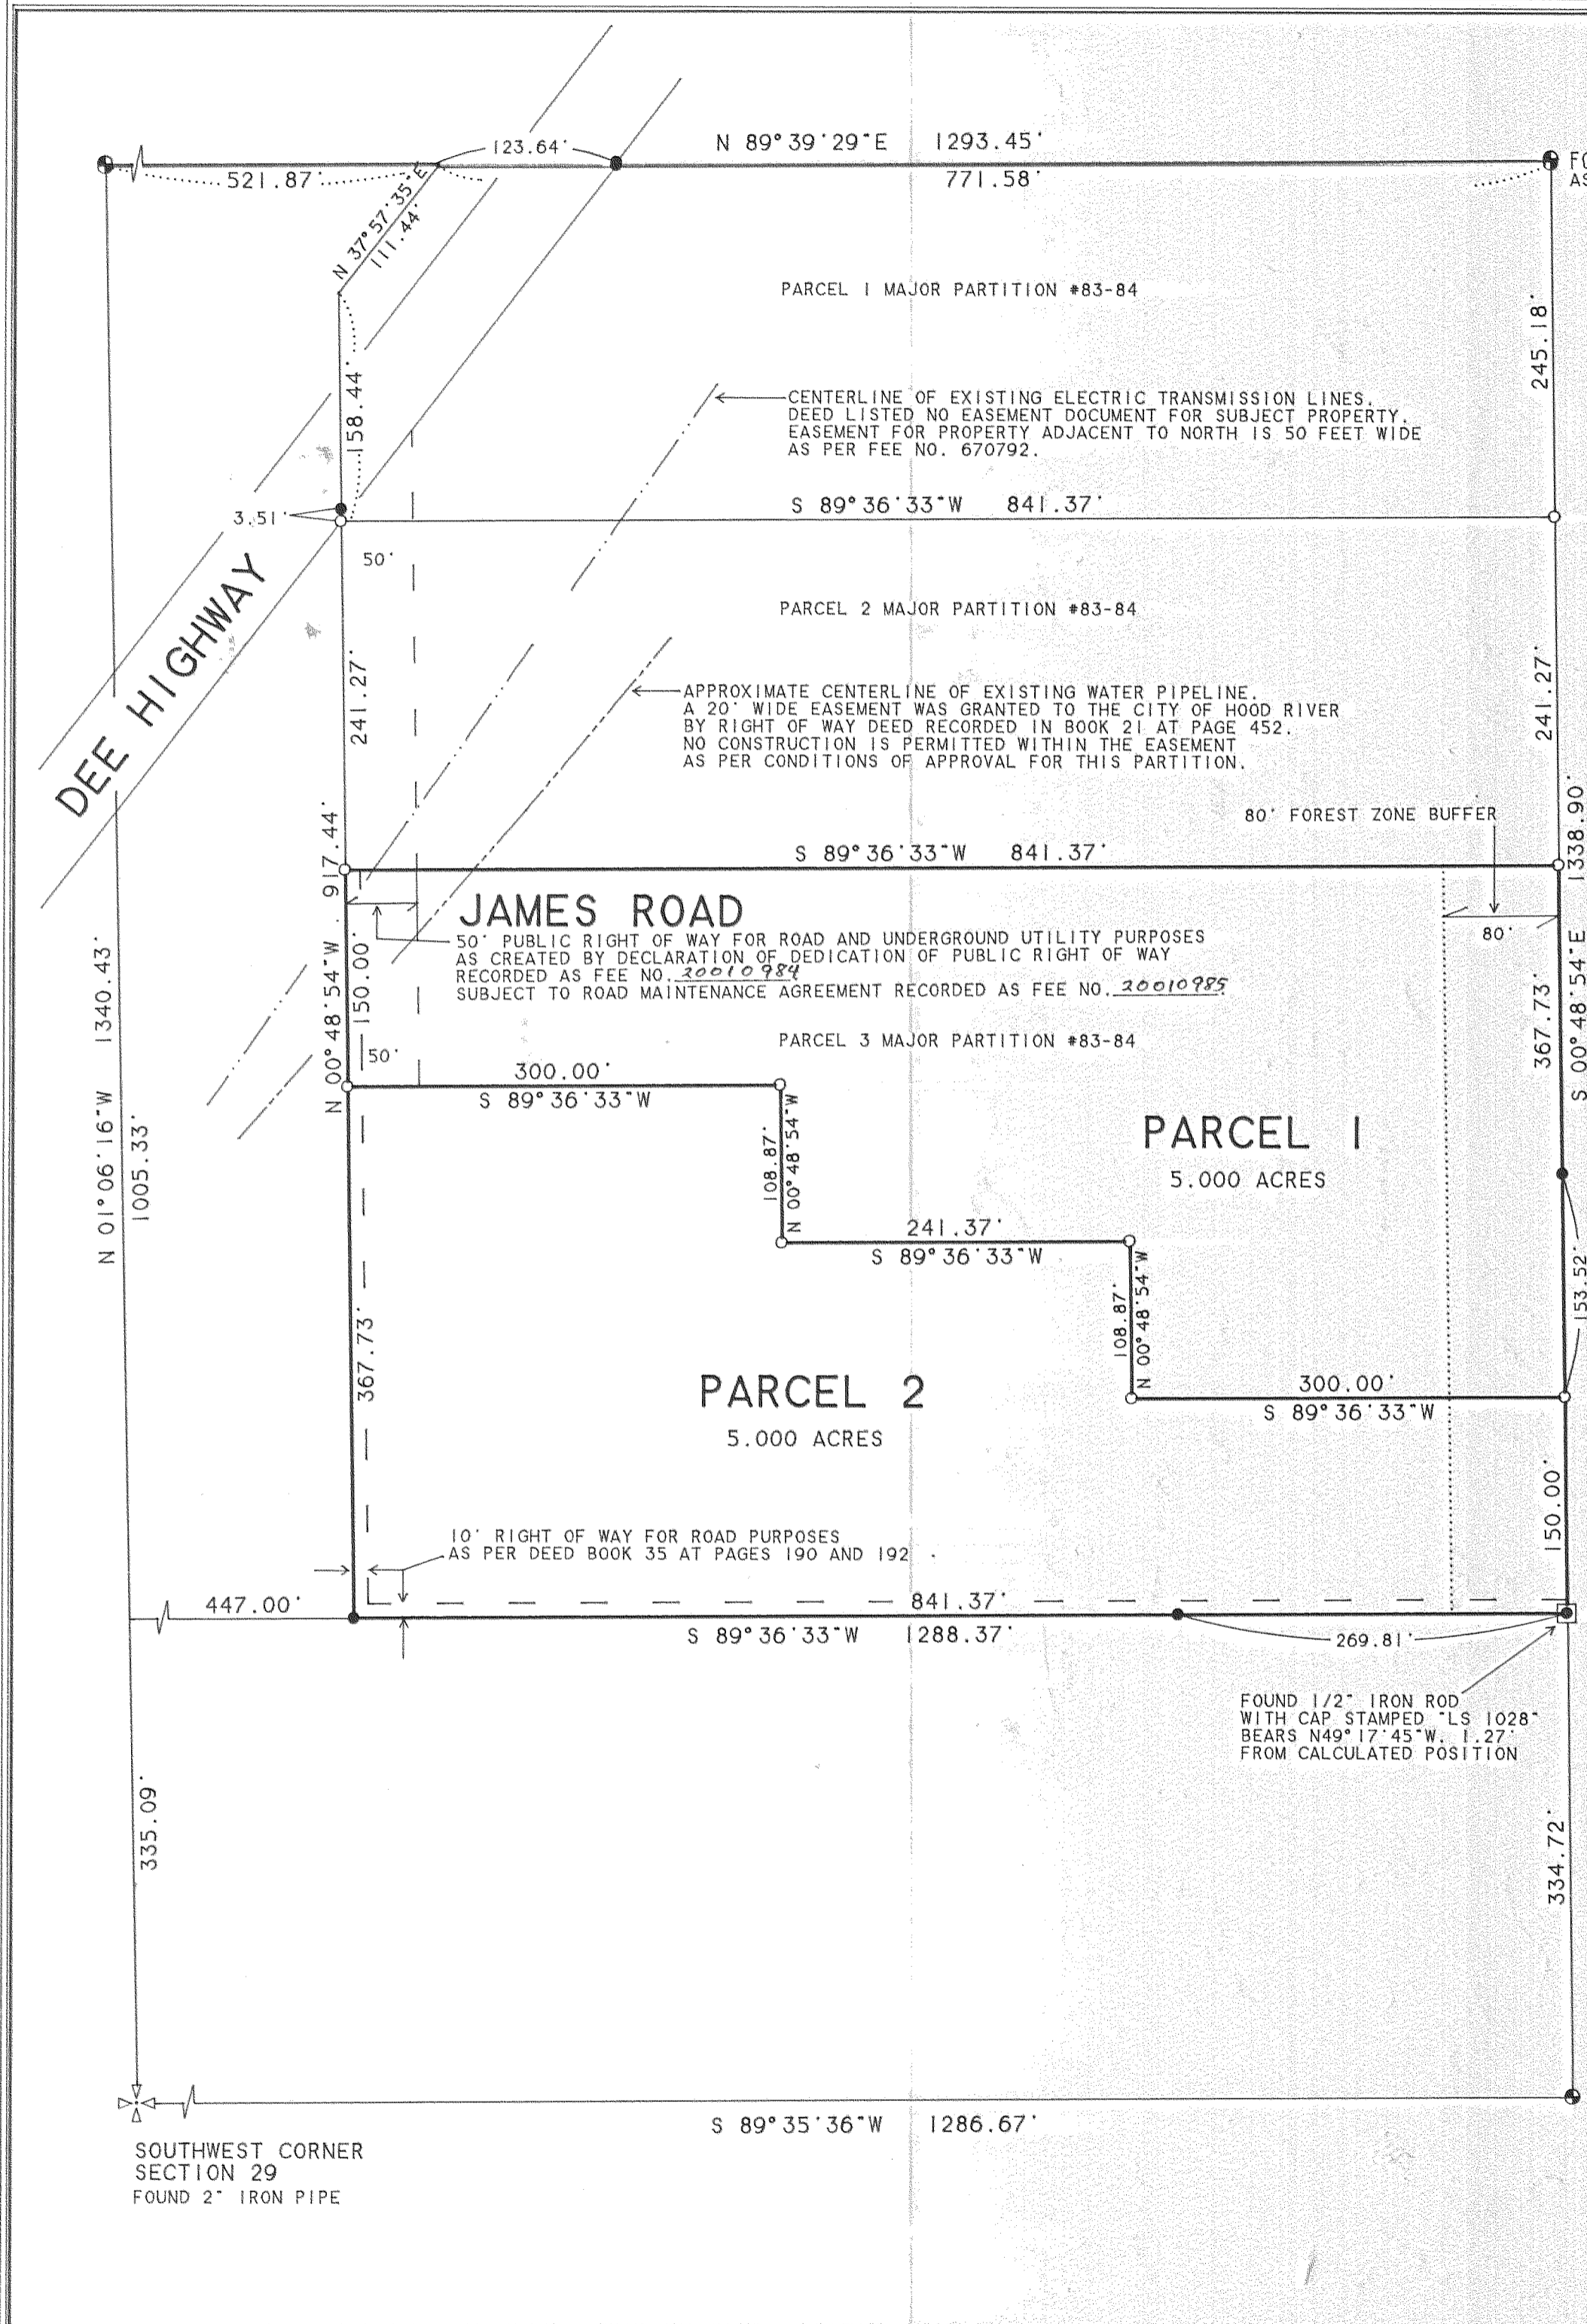 123.64'
N 89°39'29"E 1293.45'
521.87'
771.58'
N 37°57'35"E
111.44'
PARCEL 1 MAJOR PARTITION #83-84
245.18'
158.44'
CENTERLINE OF EXISTING ELECTRIC TRANSMISSION LINES.
DEED LISTED NO EASEMENT DOCUMENT FOR SUBJECT PROPERTY.
EASEMENT FOR PROPERTY ADJACENT TO NORTH IS 50 FEET WIDE
AS PER FEE NO. 670792.
S 89°36'33"W 841.37'
3.51'
50'
DEE HIGHWAY
PARCEL 2 MAJOR PARTITION #83-84
241.27'
241.27'
APPROXIMATE CENTERLINE OF EXISTING WATER PIPELINE.
A 20' WIDE EASEMENT WAS GRANTED TO THE CITY OF HOOD RIVER
BY RIGHT OF WAY DEED RECORDED IN BOOK 21 AT PAGE 452.
NO CONSTRUCTION IS PERMITTED WITHIN THE EASEMENT
AS PER CONDITIONS OF APPROVAL FOR THIS PARTITION.
80' FOREST ZONE BUFFER
S 89°36'33"W 841.37'
N 00°48'54"W 917.44'
S 00°48'54"E 1338.90'
JAMES ROAD
50' PUBLIC RIGHT OF WAY FOR ROAD AND UNDERGROUND UTILITY PURPOSES
AS CREATED BY DECLARATION OF DEDICATION OF PUBLIC RIGHT OF WAY
RECORDED AS FEE NO. 20010984
SUBJECT TO ROAD MAINTENANCE AGREEMENT RECORDED AS FEE NO. 20010985
80'
150.00'
367.73'
PARCEL 3 MAJOR PARTITION #83-84
50'
300.00'
S 89°36'33"W
N 01°06'16"W 1340.43'
1005.33'
108.87'
N 00°48'54"W
PARCEL 1
5.000 ACRES
241.37'
S 89°36'33"W
153.52'
108.87'
N 00°48'54"W
367.73'
PARCEL 2
5.000 ACRES
300.00'
S 89°36'33"W
150.00'
10' RIGHT OF WAY FOR ROAD PURPOSES
AS PER DEED BOOK 35 AT PAGES 190 AND 192
447.00'
841.37'
S 89°36'33"W 1288.37'
269.81'
FOUND 1/2" IRON ROD
WITH CAP STAMPED "LS 1028"
BEARS N49°17'45"W. 1.27'
FROM CALCULATED POSITION
335.09'
334.72'
S 89°35'36"W 1286.67'
SOUTHWEST CORNER
SECTION 29
FOUND 2" IRON PIPE